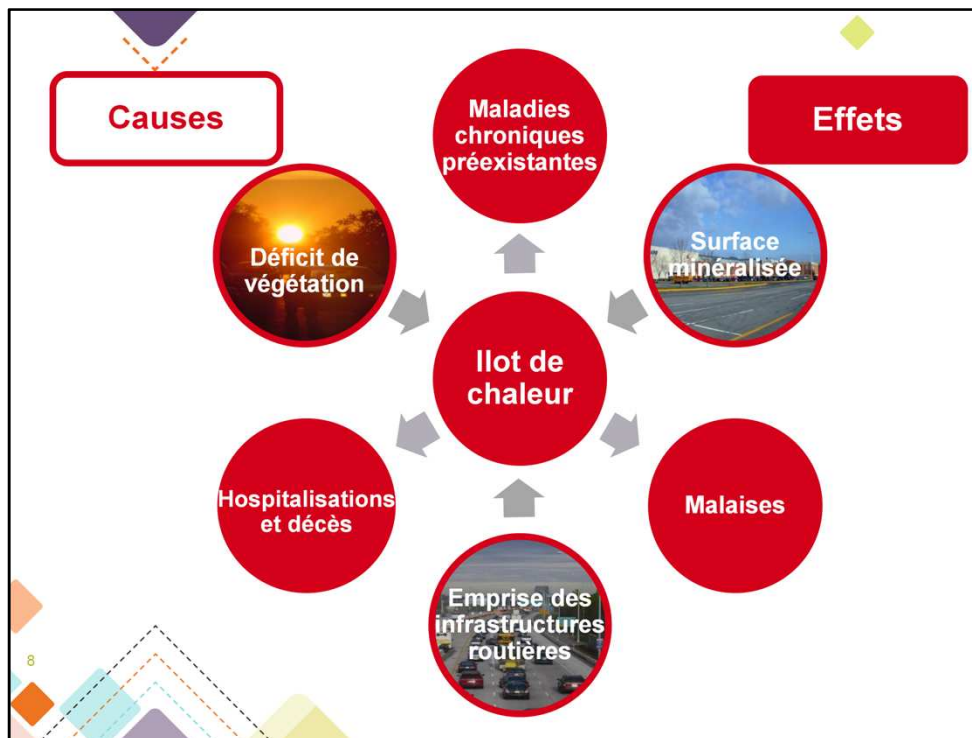 Causes
Effets
Maladies
chroniques
préexistantes
Déficit de
végétation
Surface
minéralisée
Ilot de
chaleur
Hospitalisations
et décès
Malaises
Emprise des
infrastructures
routières
8